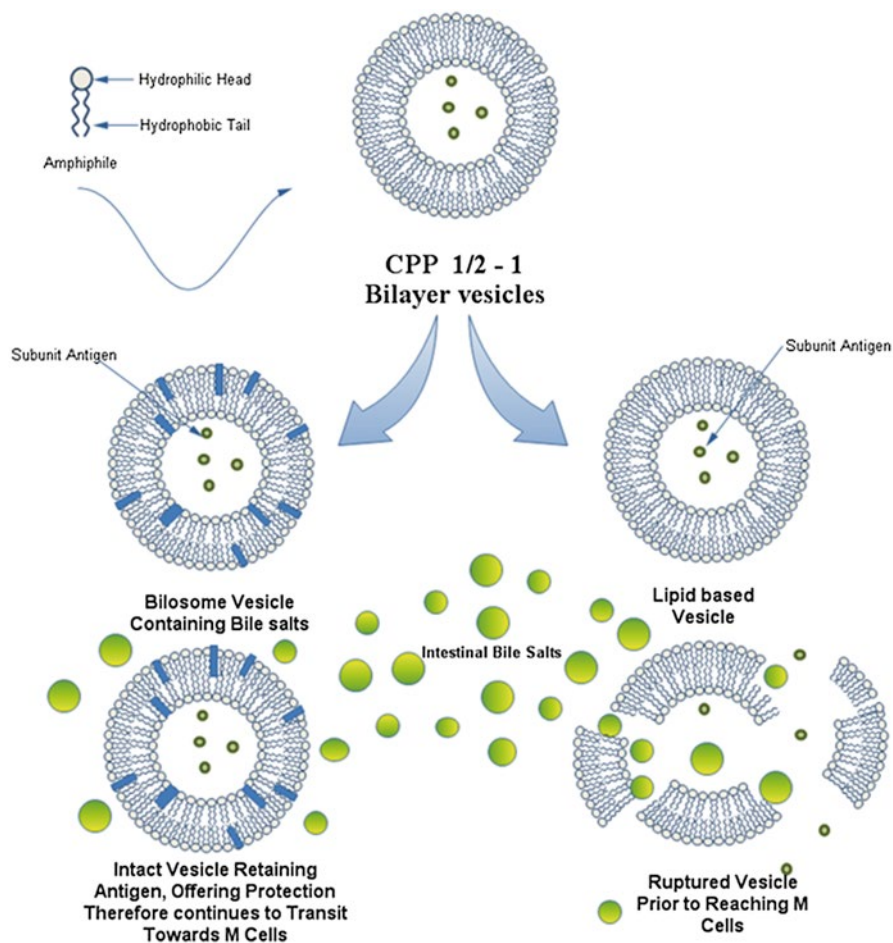 Hydrophilic Head
Hydrophobic Tail
Amphiphile
CPP 1/2 - 1
Bilayer vesicles
Subunit Antigen
Subunit Antigen
Bilosome Vesicle
Containing Bile salts
Lipid based
Vesicle
Intestinal Bile Salts
Intact Vesicle Retaining
Antigen, Offering Protection
Therefore continues to Transit
Towards M Cells
Ruptured Vesicle
Prior to Reaching M
Cells